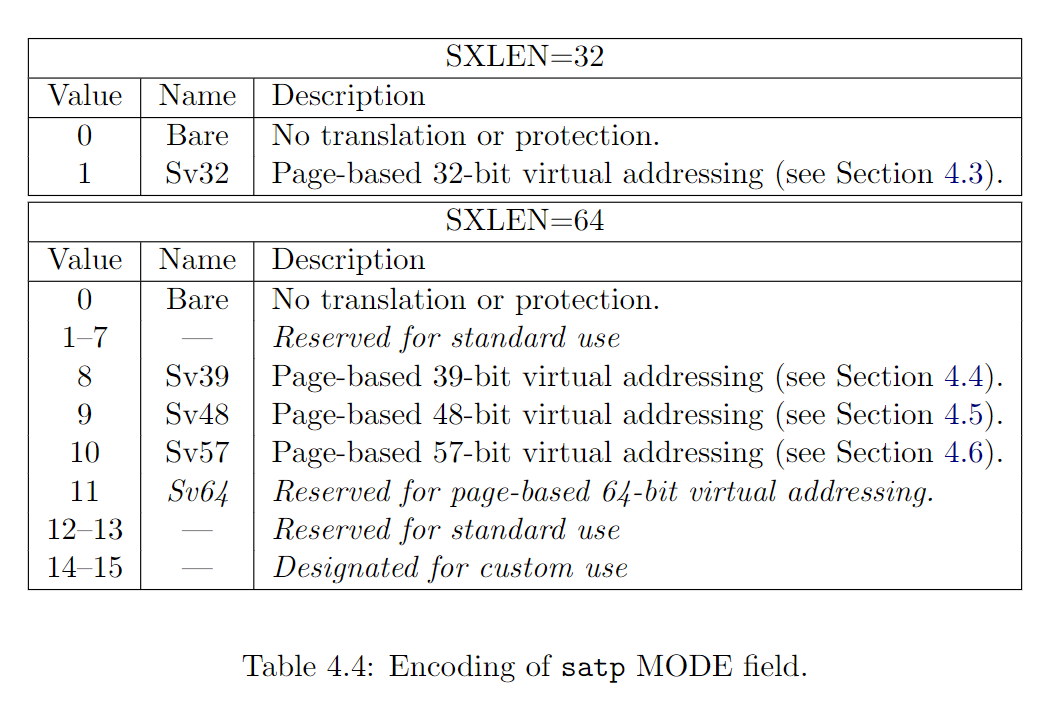 SXLEN=32
Value Name Description
0 Bare No translation or protection.
1 Sv32 Page-based 32-bit virtual addressing (see Section 4.3).
SXLEN=64
Value Name Description
0 Bare No translation or protection.
1–7 — Reserved for standard use
8 Sv39 Page-based 39-bit virtual addressing (see Section 4.4).
9 Sv48 Page-based 48-bit virtual addressing (see Section 4.5).
10 Sv57 Page-based 57-bit virtual addressing (see Section 4.6).
11 Sv64 Reserved for page-based 64-bit virtual addressing.
12–13 — Reserved for standard use
14–15 — Designated for custom use
Table 4.4: Encoding of satp MODE field.